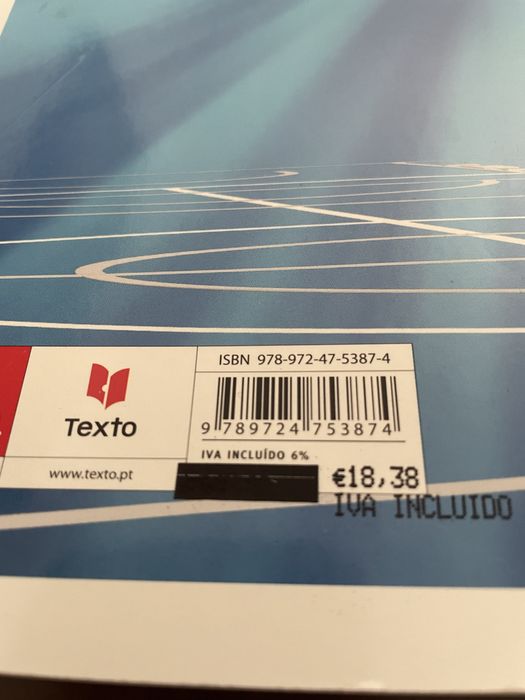 ISBN 978-972-47-5387-4
9 789724 753874
Texto
IVA INCLUÍDO 6%
www.texto.pt
€18,38
IVA INCLUIDO